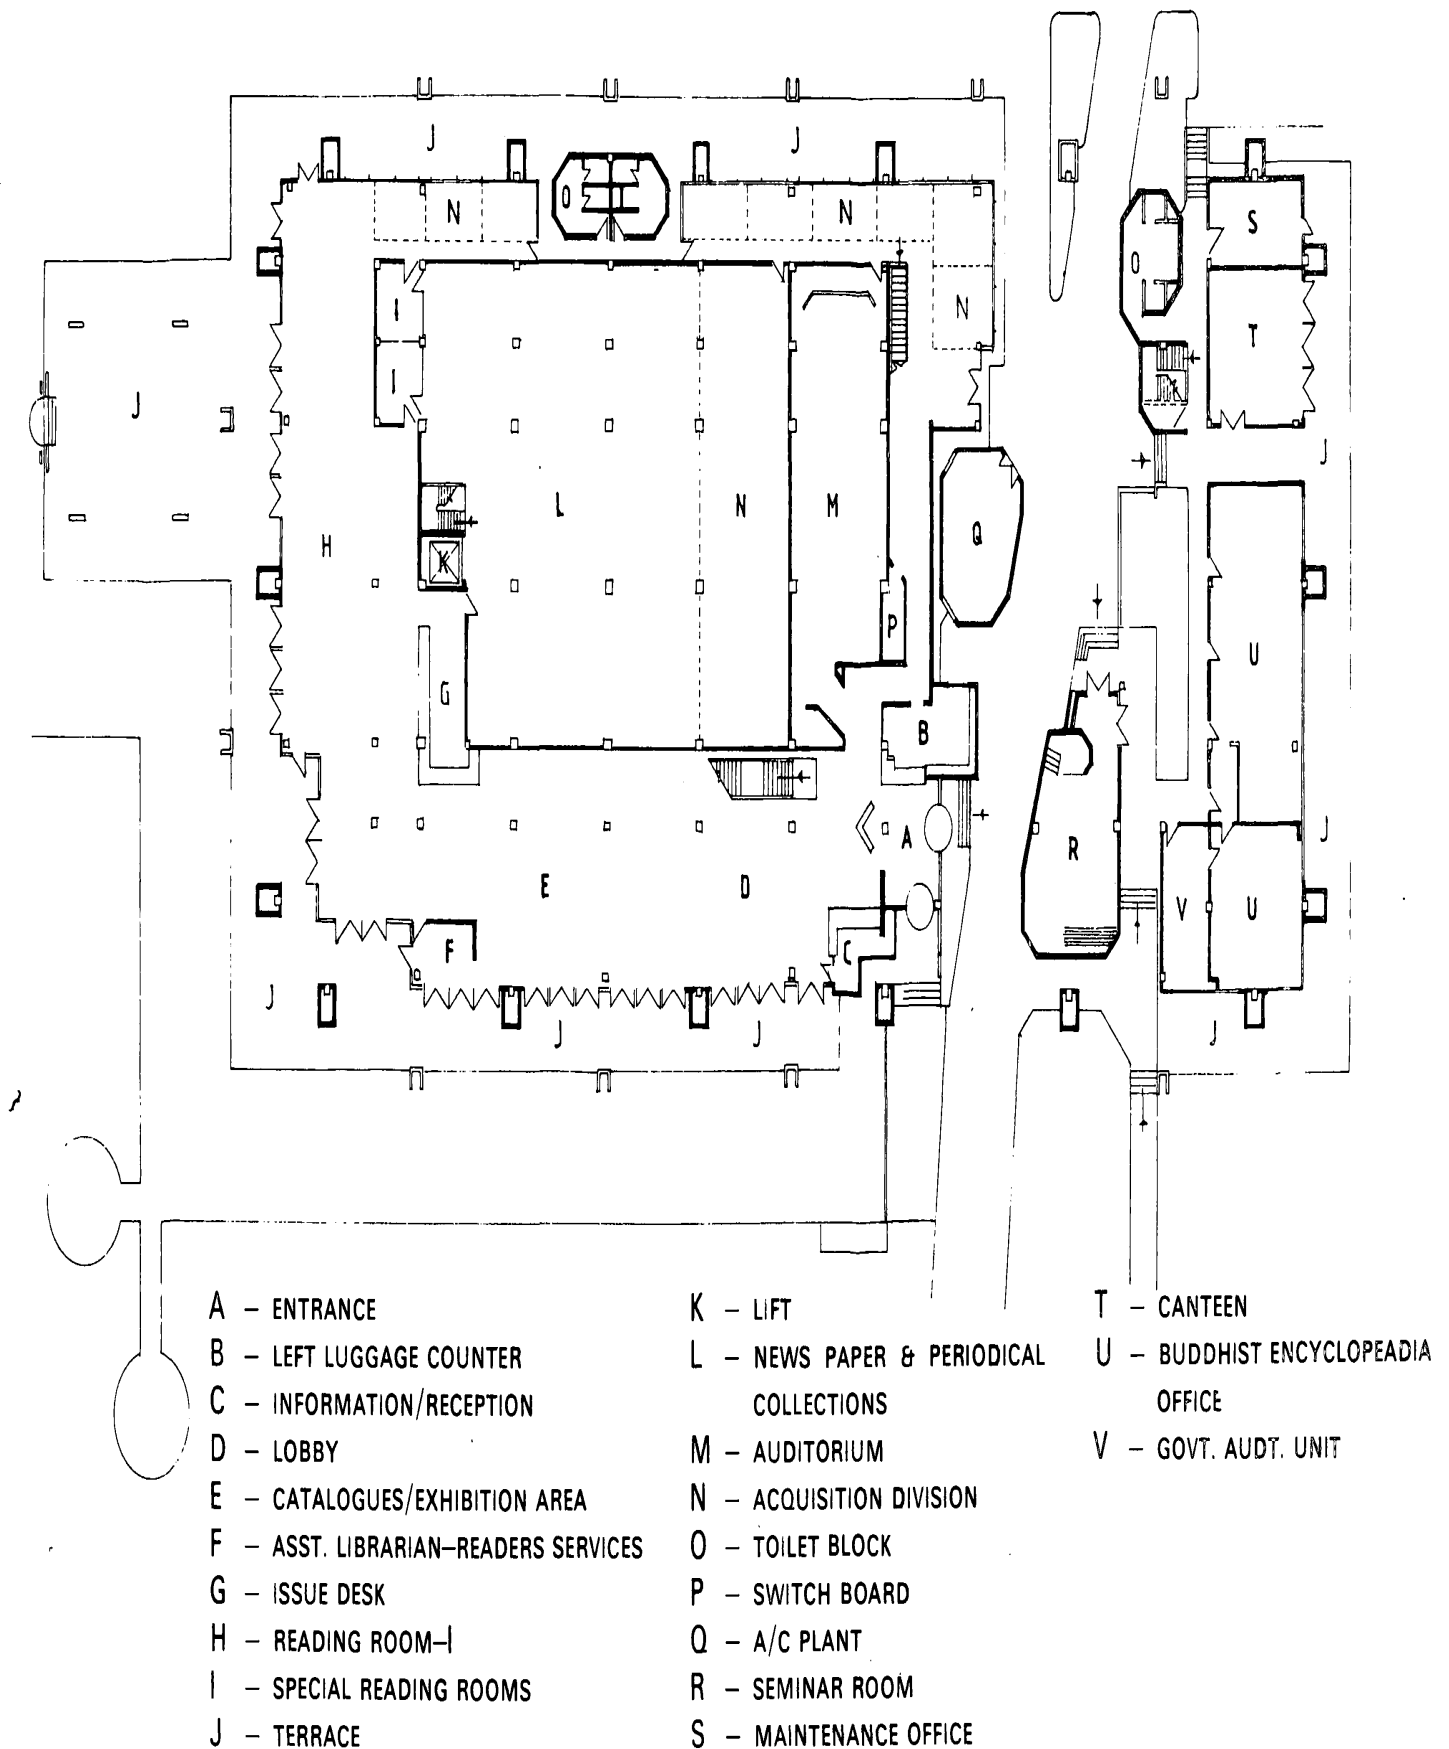 J
J
N
O
N
S
O
I
N
T
I
J
K
J
L
N
M
H
K
Q
P
U
G
B
A
R
E
D
V
U
F
C
J
J
J
J
J
A – ENTRANCE
B – LEFT LUGGAGE COUNTER
C – INFORMATION/RECEPTION
D – LOBBY
E – CATALOGUES/EXHIBITION AREA
F – ASST. LIBRARIAN–READERS SERVICES
G – ISSUE DESK
H – READING ROOM–I
I – SPECIAL READING ROOMS
J – TERRACE
K – LIFT
L – NEWS PAPER & PERIODICAL
COLLECTIONS
M – AUDITORIUM
N – ACQUISITION DIVISION
O – TOILET BLOCK
P – SWITCH BOARD
Q – A/C PLANT
R – SEMINAR ROOM
S – MAINTENANCE OFFICE
T – CANTEEN
U – BUDDHIST ENCYCLOPEADIA
OFFICE
V – GOVT. AUDT. UNIT